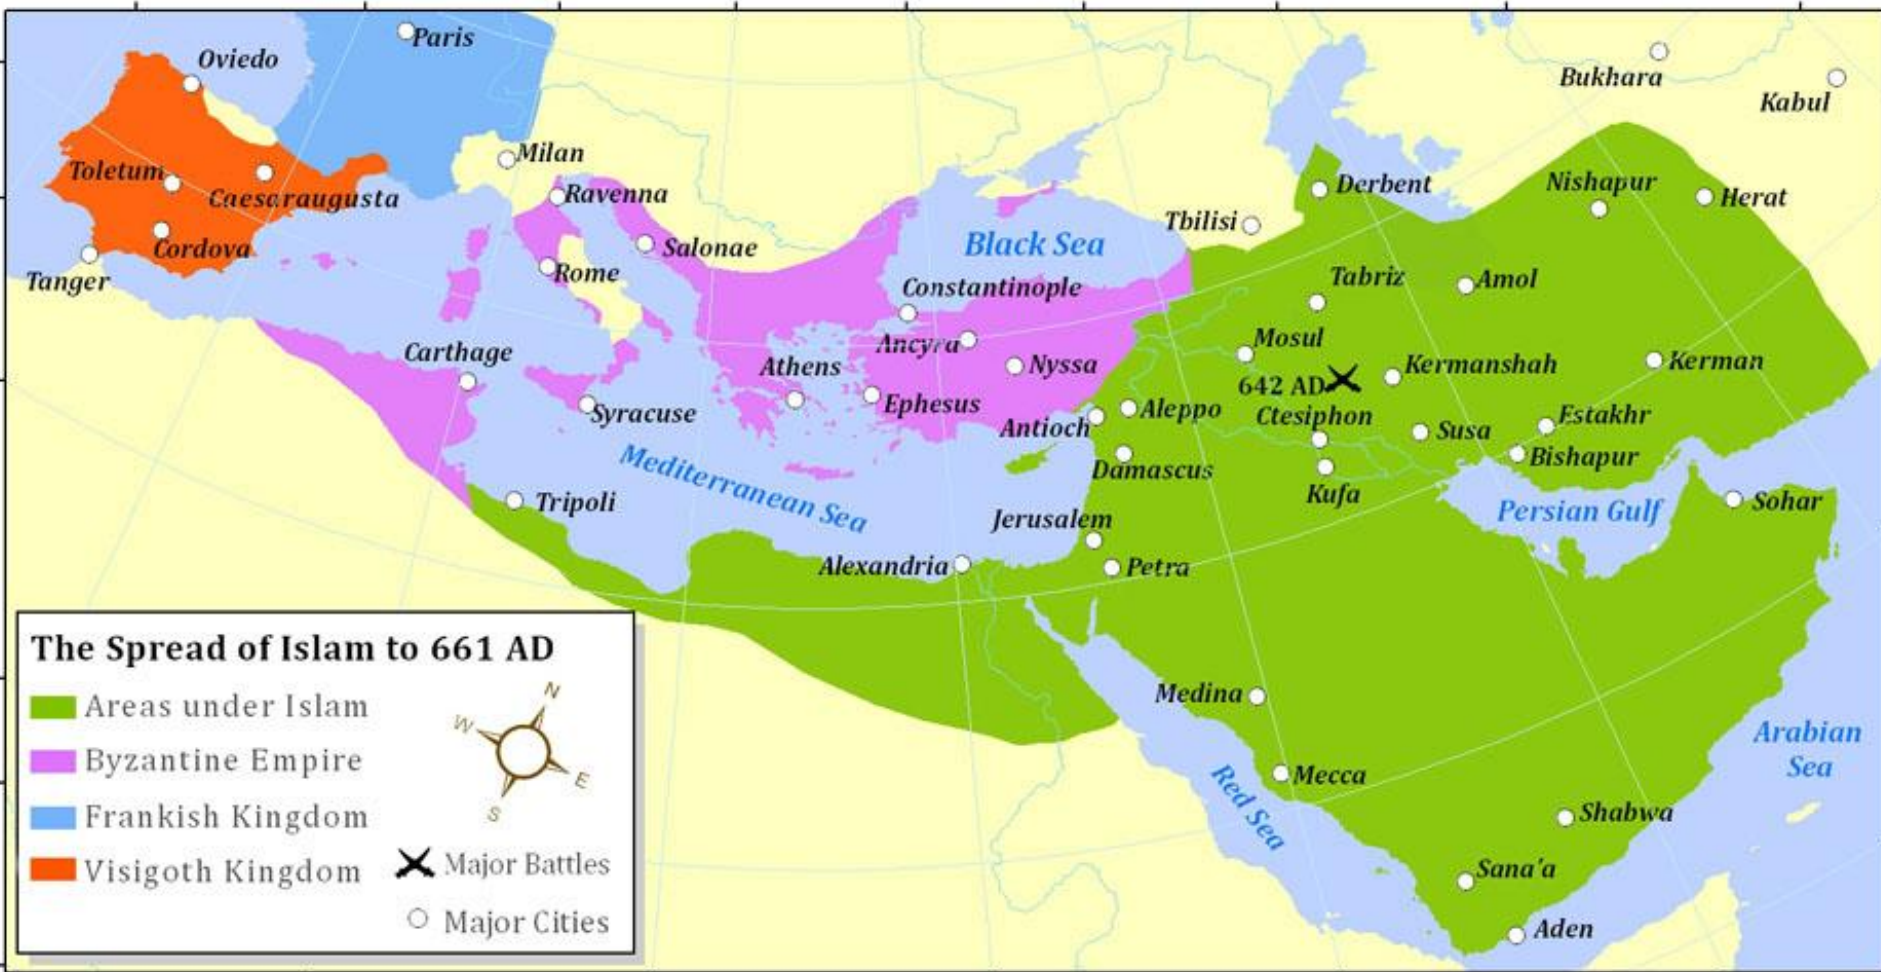 Paris
Oviedo
Bukhara
Kabul
Milan
Toletum
Caesaraugusta
Ravenna
Derbent
Nishapur
Herat
Cordova
Salonae
Tbilisi
Black Sea
Tanger
Rome
Constantinople
Tabriz
Amol
Carthage
Athens
Ancyra
Nyssa
Mosul
642 AD
Kermanshah
Kerman
Syracuse
Ephesus
Antioch
Aleppo
Ctesiphon
Susa
Estakhr
Mediterranean Sea
Damascus
Bishapur
Kufa
Tripoli
Jerusalem
Persian Gulf
Sohar
Alexandria
Petra
Medina
Mecca
Red Sea
Arabian
Sea
Shabwa
Sana'a
Aden
The Spread of Islam to 661 AD
Areas under Islam
Byzantine Empire
Frankish Kingdom
Visigoth Kingdom
N
W
E
S
Major Battles
Major Cities